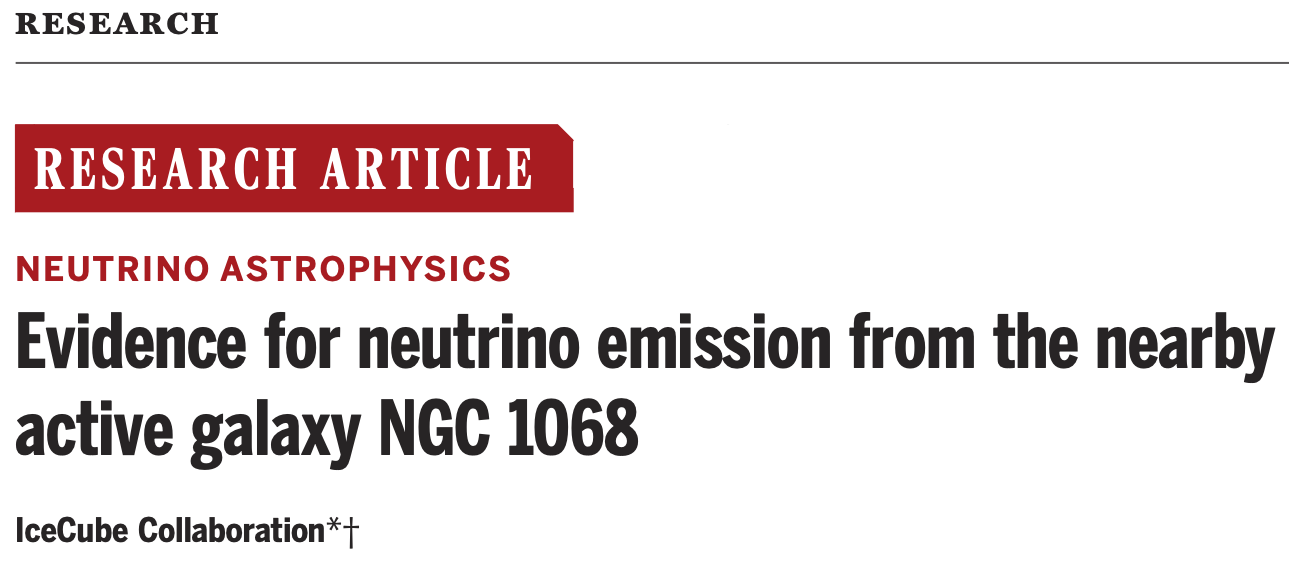 RESEARCH
RESEARCH ARTICLE
NEUTRINO ASTROPHYSICS
Evidence for neutrino emission from the nearby
active galaxy NGC 1068
IceCube Collaboration*†